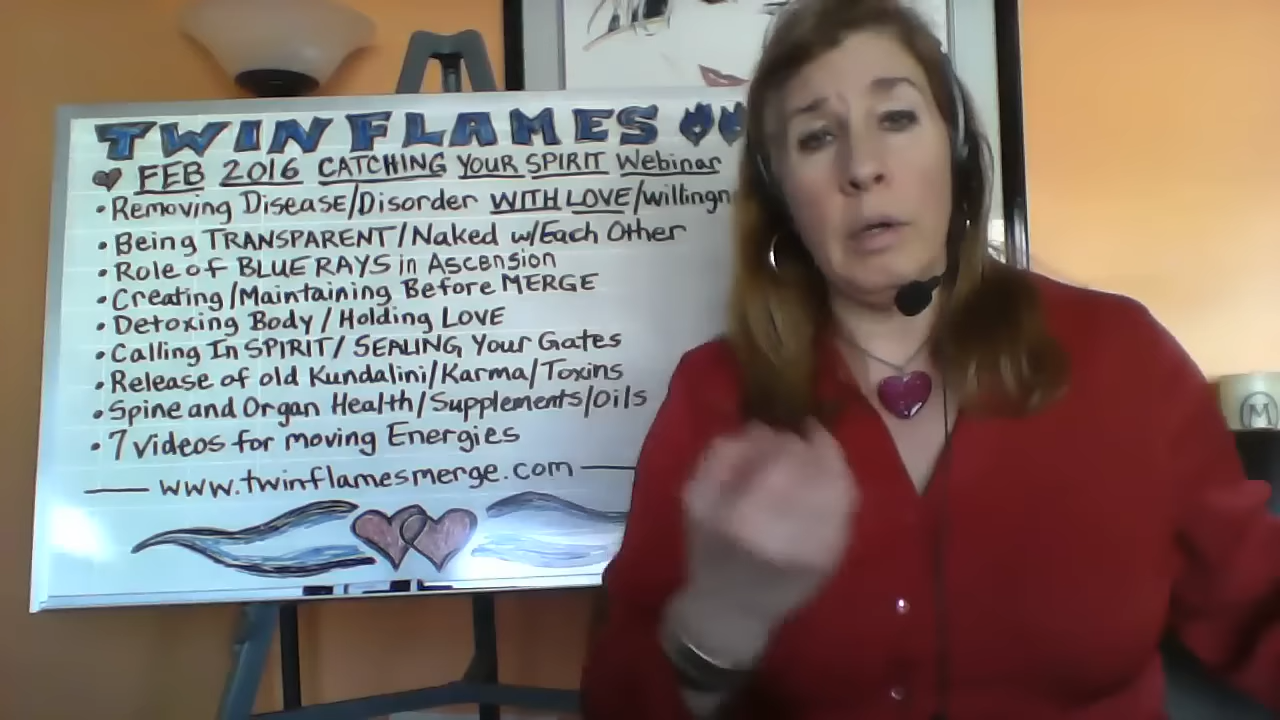 TWIN FLAMES
FEB 2016 CATCHING YOUR SPIRIT Webinar
• Removing Disease/Disorder WITH LOVE/willingn
• Being TRANSPARENT/Naked w/Each Other
• Role of BLUE RAYS in Ascension
• Creating/Maintaining Before MERGE
• Detoxing Body/Holding LOVE
• Calling In SPIRIT/SEALING Your Gates
• Release of old Kundalini/Karma/Toxins
• Spine and Organ Health/Supplements/Oils
• 7 videos for moving Energies
— www.twinflamesmerge.com —
M